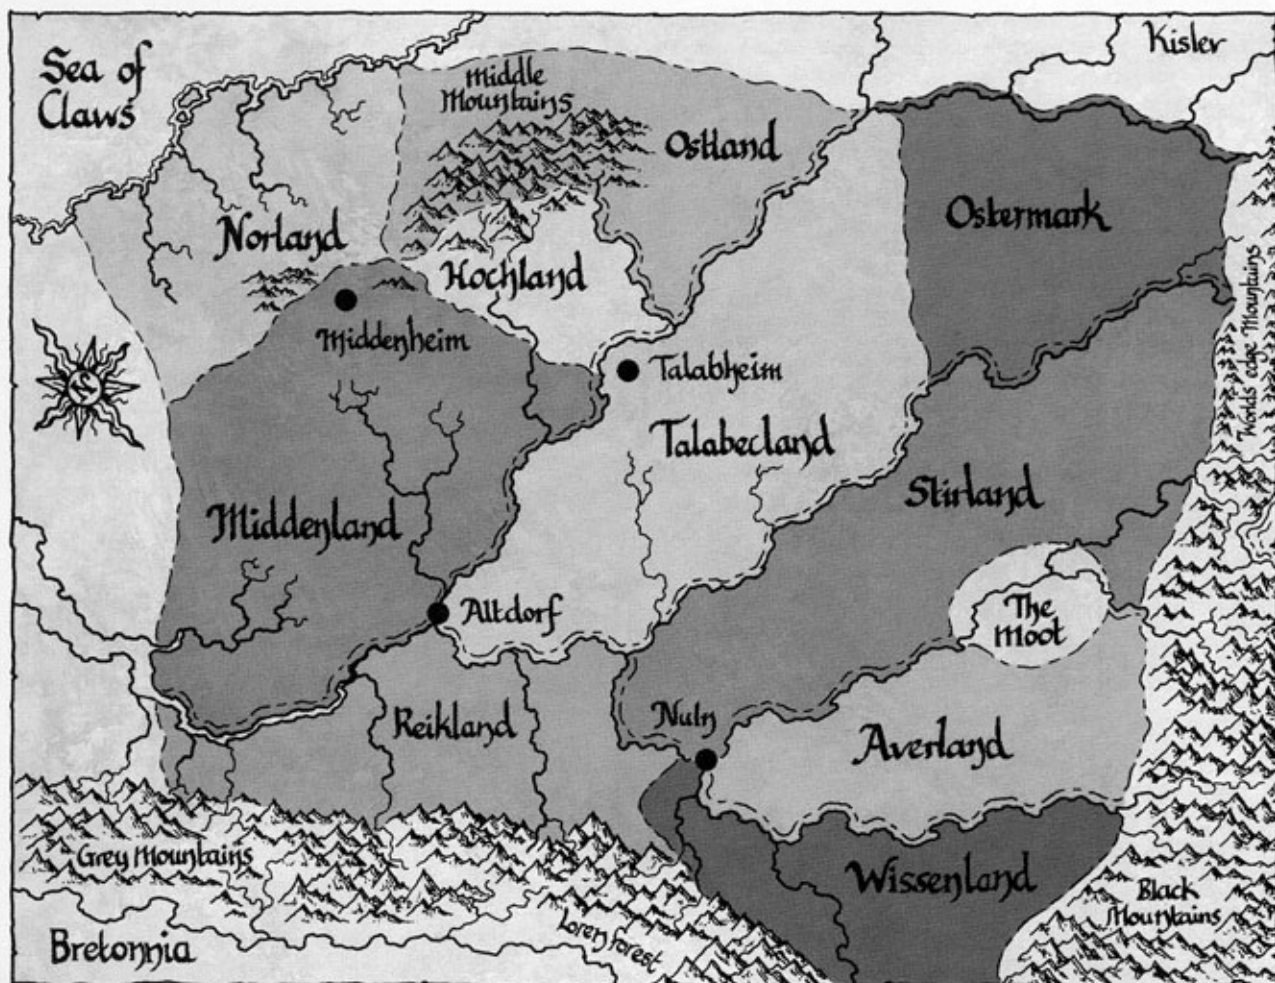 Sea of
Claws
Middle
Mountains
Kislev
Ostland
Ostermark
Norland
Hochland
Middenheim
Talabheim
Worlds edge Mountains
Talabecland
Stirland
Middenland
Altdorf
The
Moot
Reikland
Nuln
Averland
Grey Mountains
Wissenland
Black
Mountains
Loren Forest
Bretonnia